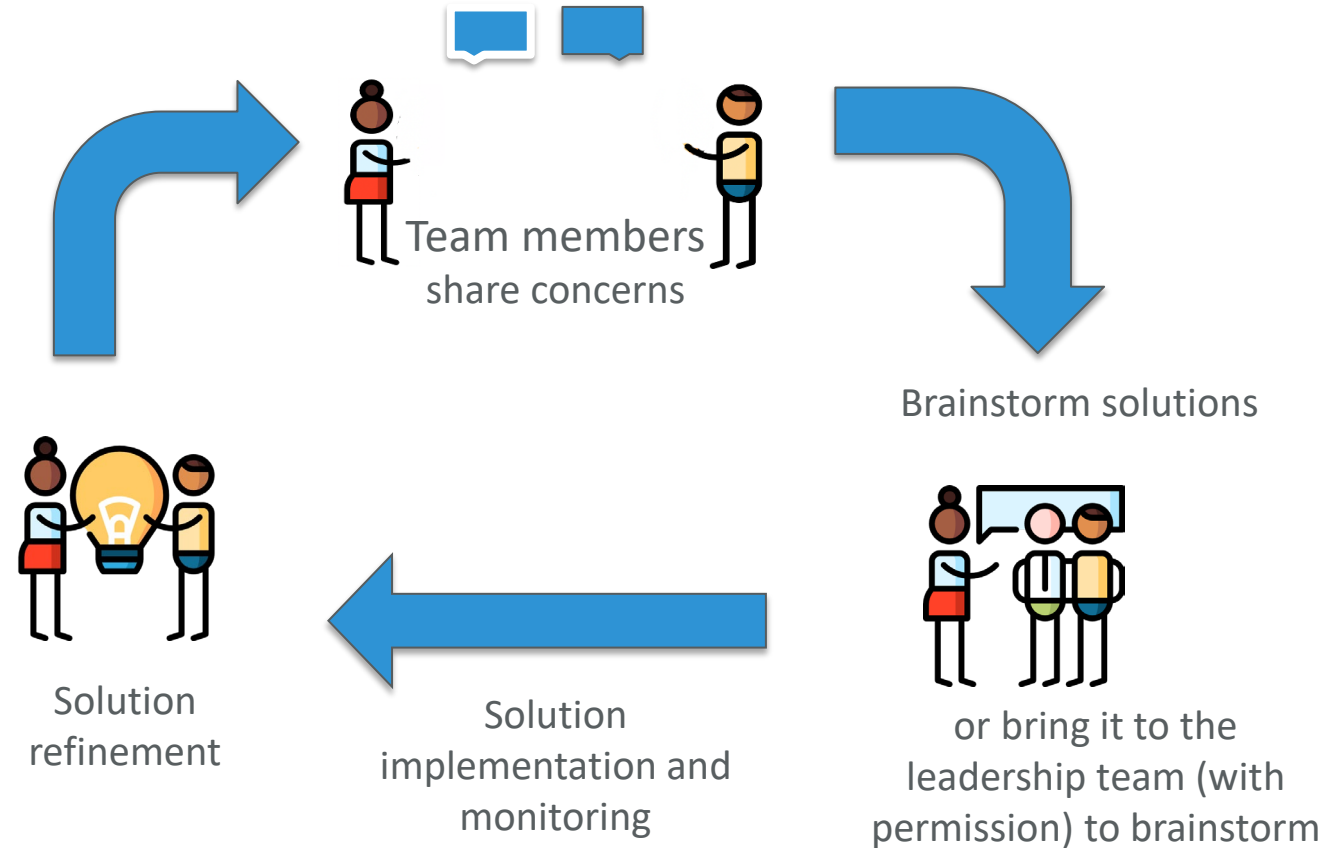 Team members
share concerns
Brainstorm solutions
or bring it to the
leadership team (with
permission) to brainstorm
Solution
implementation and
monitoring
Solution
refinement